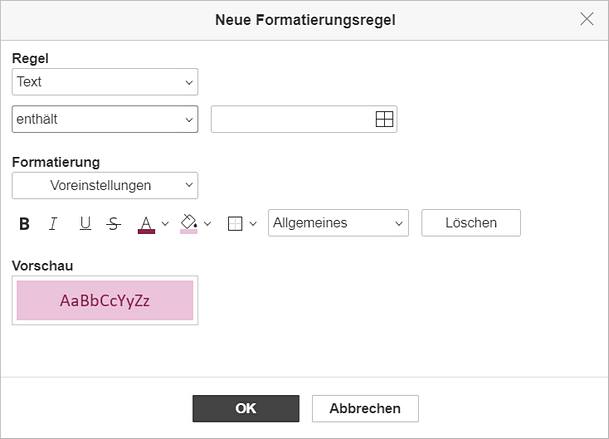 Neue Formatierungsregel
Regel
Text
enthält
Formatierung
Voreinstellungen
B I U S A Allgemeines Löschen
Vorschau
AaBbCcYyZz
OK Abbrechen